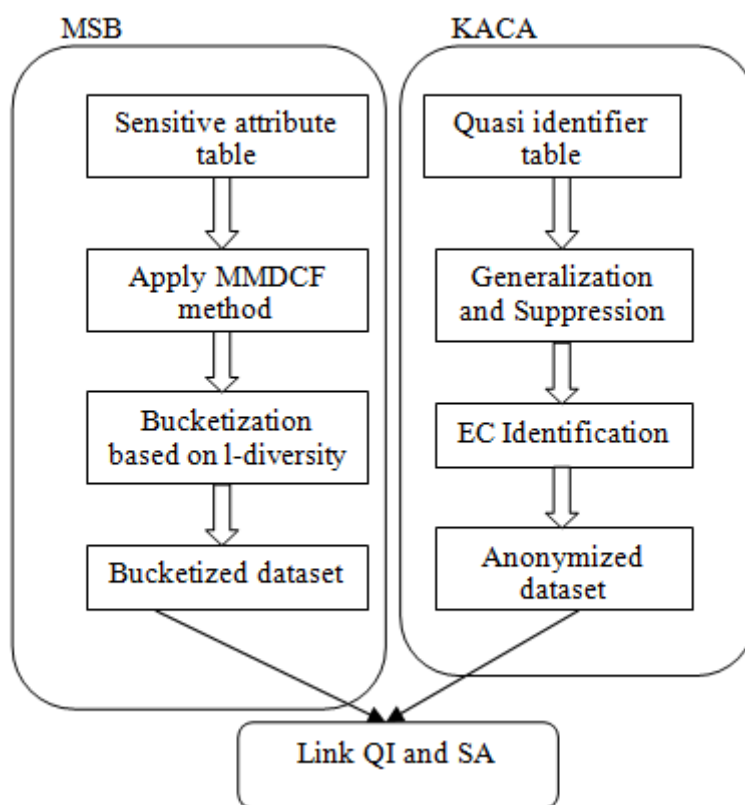 MSB
Sensitive attribute
table
Apply MMDCF
method
Bucketization
based on l-diversity
Bucketized dataset
KACA
Quasi identifier
table
Generalization
and Suppression
EC Identification
Anonymized
dataset
Link QI and SA